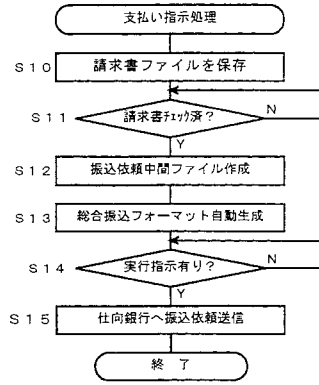 支払い指示処理
S10 請求書ファイルを保存
S11 請求書ﾁｪｯｸ済? N
Y
S12 振込依頼中間ファイル作成
S13 総合振込フォーマット自動生成
S14 実行指示有り? N
Y
S15 仕向銀行へ振込依頼送信
終 了